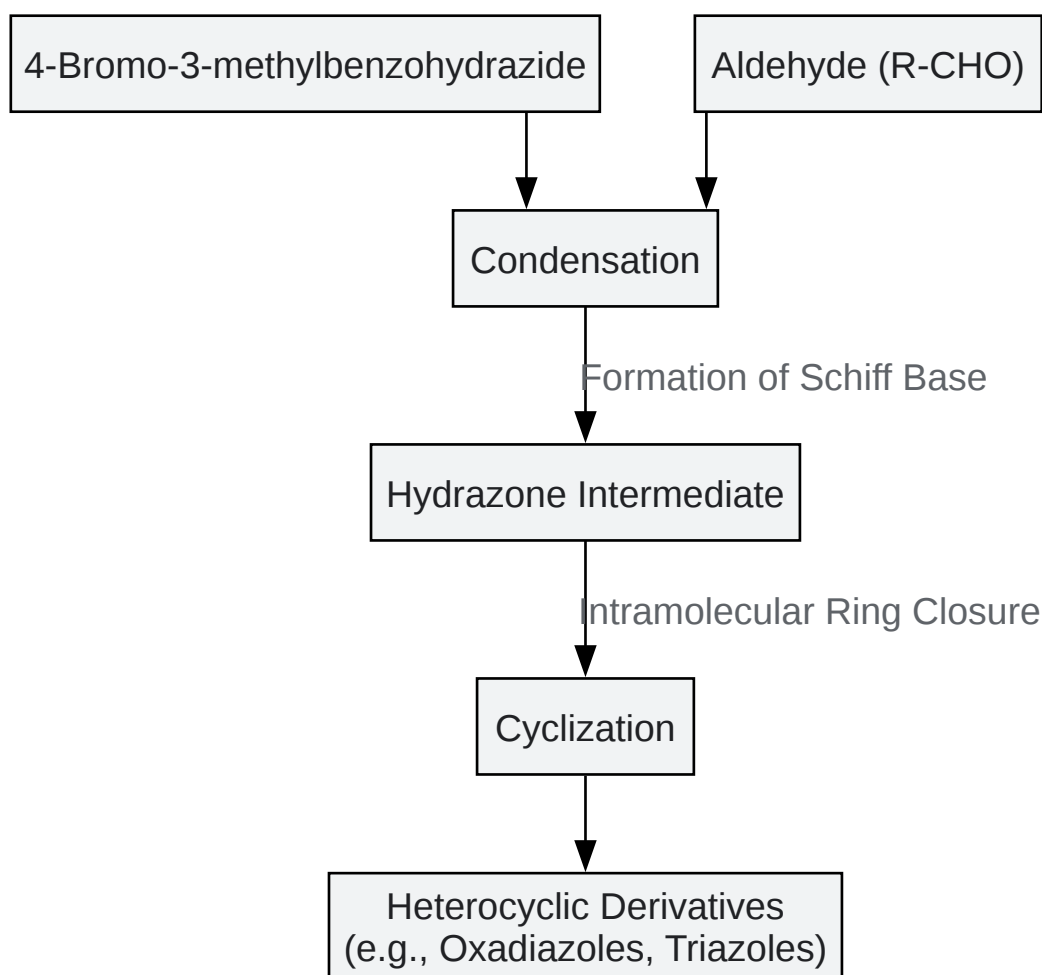 4-Bromo-3-methylbenzohydrazide
Aldehyde (R-CHO)
Condensation
Formation of Schiff Base
Hydrazone Intermediate
Intramolecular Ring Closure
Cyclization
Heterocyclic Derivatives
(e.g., Oxadiazoles, Triazoles)